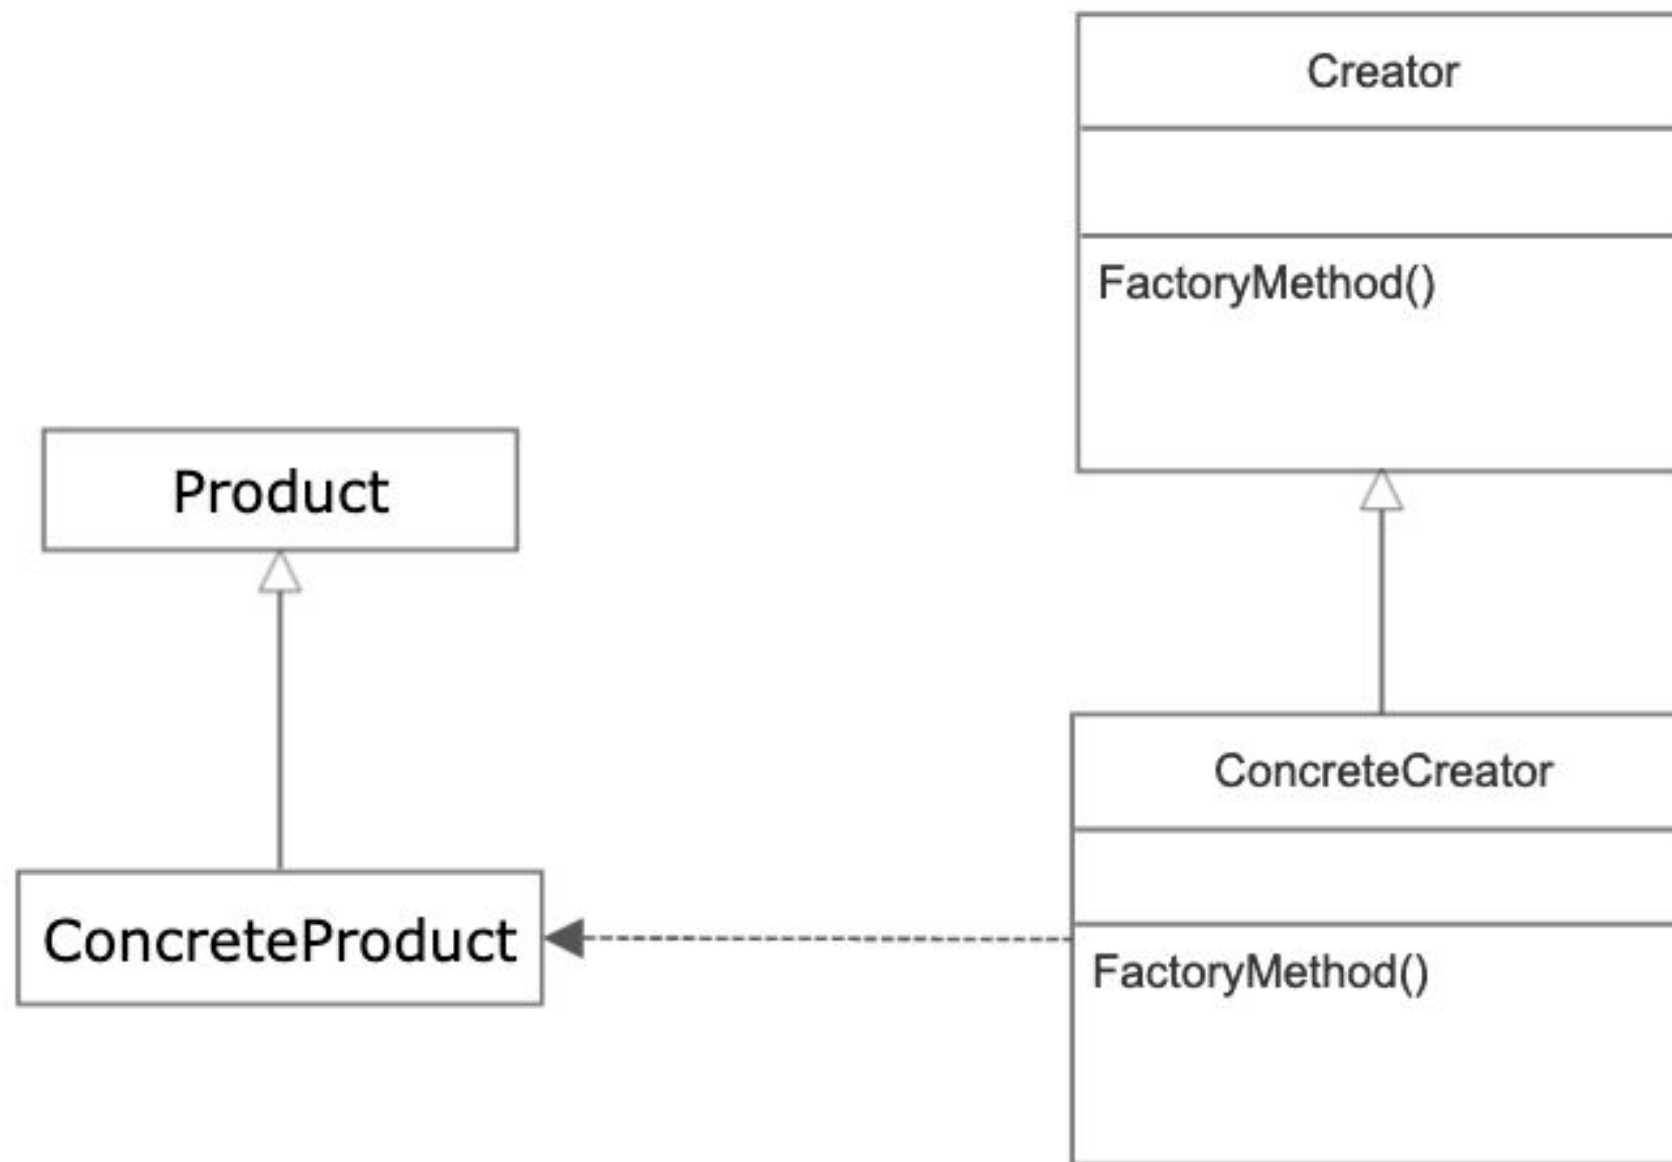 Creator
FactoryMethod()
Product
ConcreteCreator
ConcreteProduct
FactoryMethod()